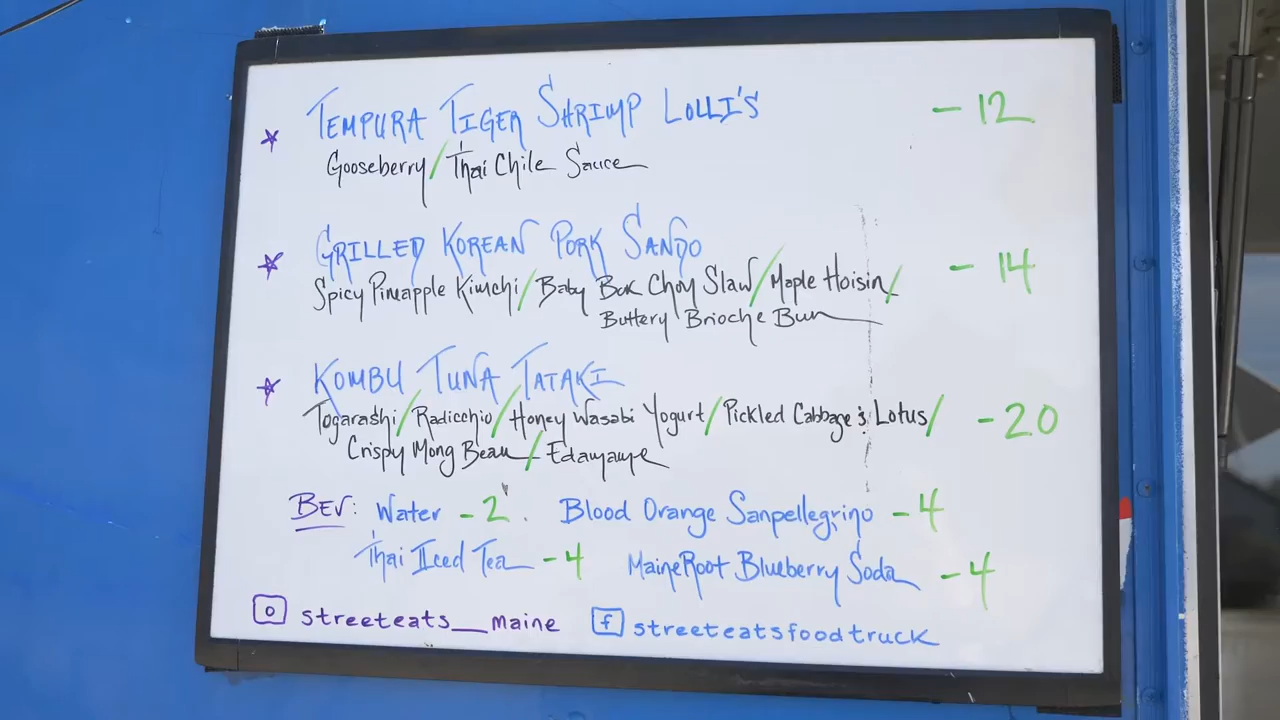 TEMPURA TIGER SHRIMP LOLLI'S - 12
Gooseberry / Thai Chile Sauce
GRILLED KOREAN PORK SANDO - 14
Spicy Pineapple Kimchi / Baby Bok Choy Slaw / Maple Hoisin /
Buttery Brioche Bun
KOMBU TUNA TATAKI
Togarashi / Radicchio / Honey Wasabi Yogurt / Pickled Cabbage & Lotus / - 20
Crispy Mong Bean / Edamame
BEV: Water - 2 . Blood Orange Sanpellegrino - 4
Thai Iced Tea - 4 MaineRoot Blueberry Soda - 4
streeteats__maine f streeteatsfoodtruck